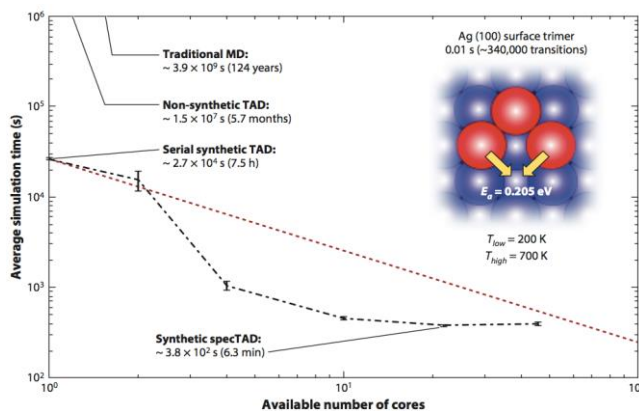 10⁶
10⁵
10⁴
10³
10²
Average simulation time (s)
Traditional MD:
~ 3.9 × 10⁹ s (124 years)
Non-synthetic TAD:
~ 1.5 × 10⁷ s (5.7 months)
Serial synthetic TAD:
~ 2.7 × 10⁴ s (7.5 h)
Synthetic specTAD:
~ 3.8 × 10² s (6.3 min)
Ag (100) surface trimer
0.01 s (~340,000 transitions)
Eₐ = 0.205 eV
T_low = 200 K
T_high = 700 K
10⁰ 10¹ 10
Available number of cores